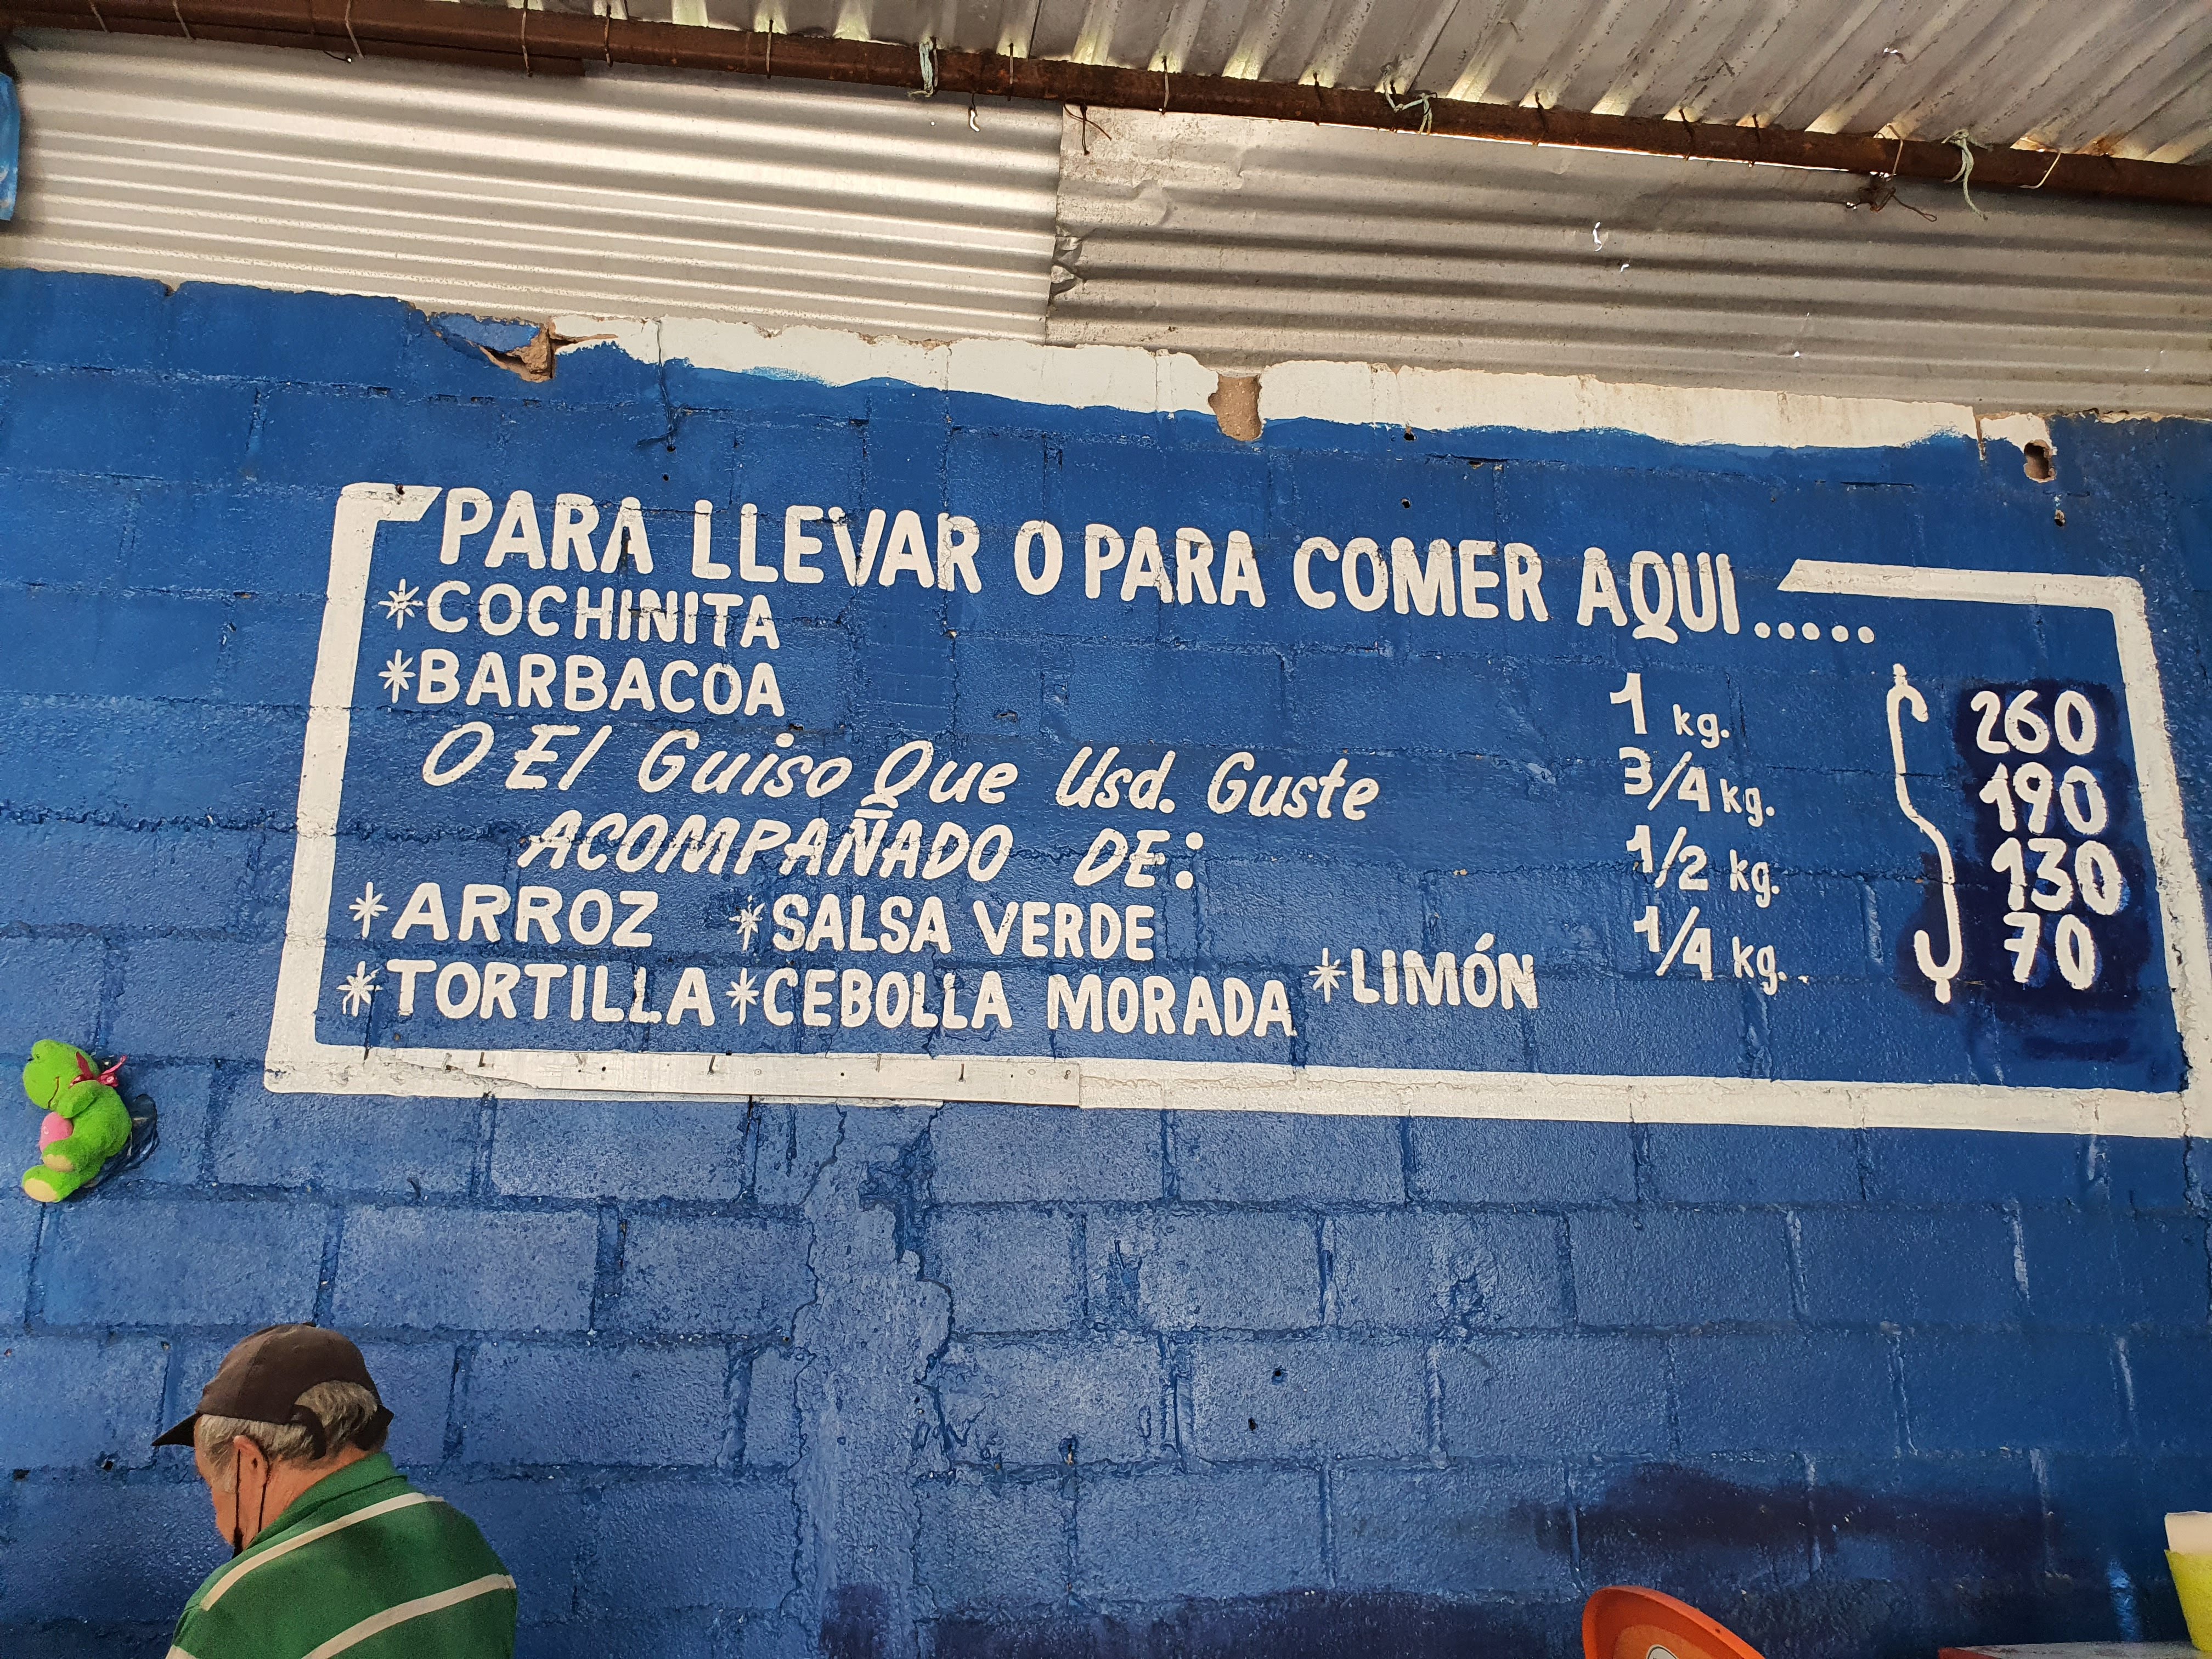 PARA LLEVAR O PARA COMER AQUI.....
*COCHINITA
*BARBACOA
O El Guiso Que Usd. Guste
ACOMPAÑADO DE:
*ARROZ *SALSA VERDE
*TORTILLA *CEBOLLA MORADA *LIMÓN
1 kg. $ 260
3/4 kg. 190
1/2 kg. 130
1/4 kg. 70